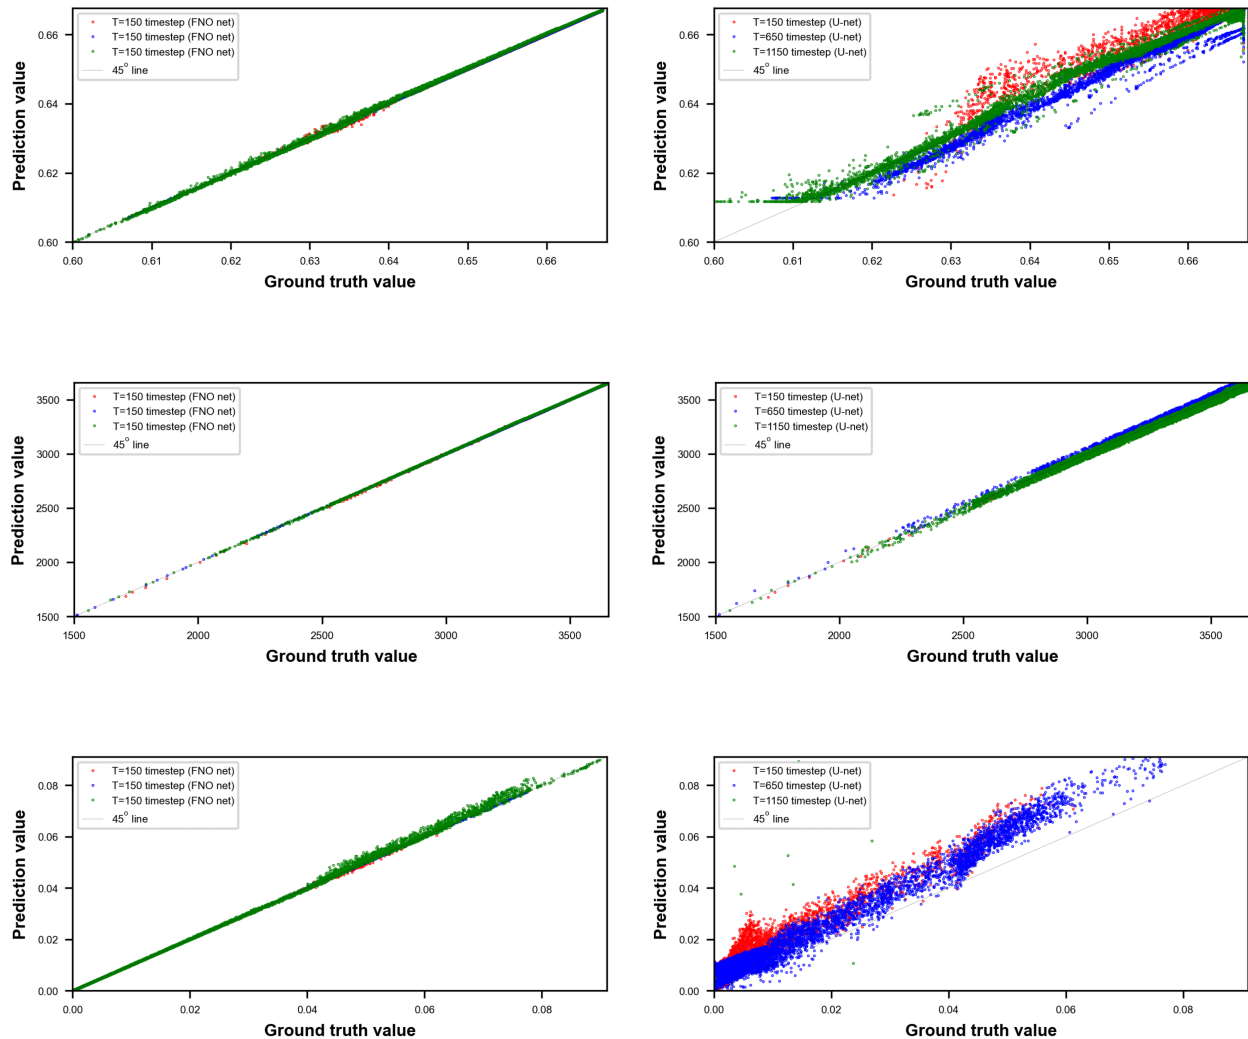 T=150 timestep (FNO net)
T=150 timestep (FNO net)
T=150 timestep (FNO net)
45° line
0.66
0.64
0.62
0.60
0.60 0.61 0.62 0.63 0.64 0.65 0.66
Prediction value
Ground truth value
T=150 timestep (U-net)
T=650 timestep (U-net)
T=1150 timestep (U-net)
45° line
0.66
0.64
0.62
0.60
0.60 0.61 0.62 0.63 0.64 0.65 0.66
Prediction value
Ground truth value
T=150 timestep (FNO net)
T=150 timestep (FNO net)
T=150 timestep (FNO net)
45° line
3500
3000
2500
2000
1500
1500 2000 2500 3000 3500
Prediction value
Ground truth value
T=150 timestep (U-net)
T=650 timestep (U-net)
T=1150 timestep (U-net)
45° line
3500
3000
2500
2000
1500
1500 2000 2500 3000 3500
Prediction value
Ground truth value
T=150 timestep (FNO net)
T=150 timestep (FNO net)
T=150 timestep (FNO net)
45° line
0.08
0.06
0.04
0.02
0.00
0.00 0.02 0.04 0.06 0.08
Prediction value
Ground truth value
T=150 timestep (U-net)
T=650 timestep (U-net)
T=1150 timestep (U-net)
45° line
0.08
0.06
0.04
0.02
0.00
0.00 0.02 0.04 0.06 0.08
Prediction value
Ground truth value